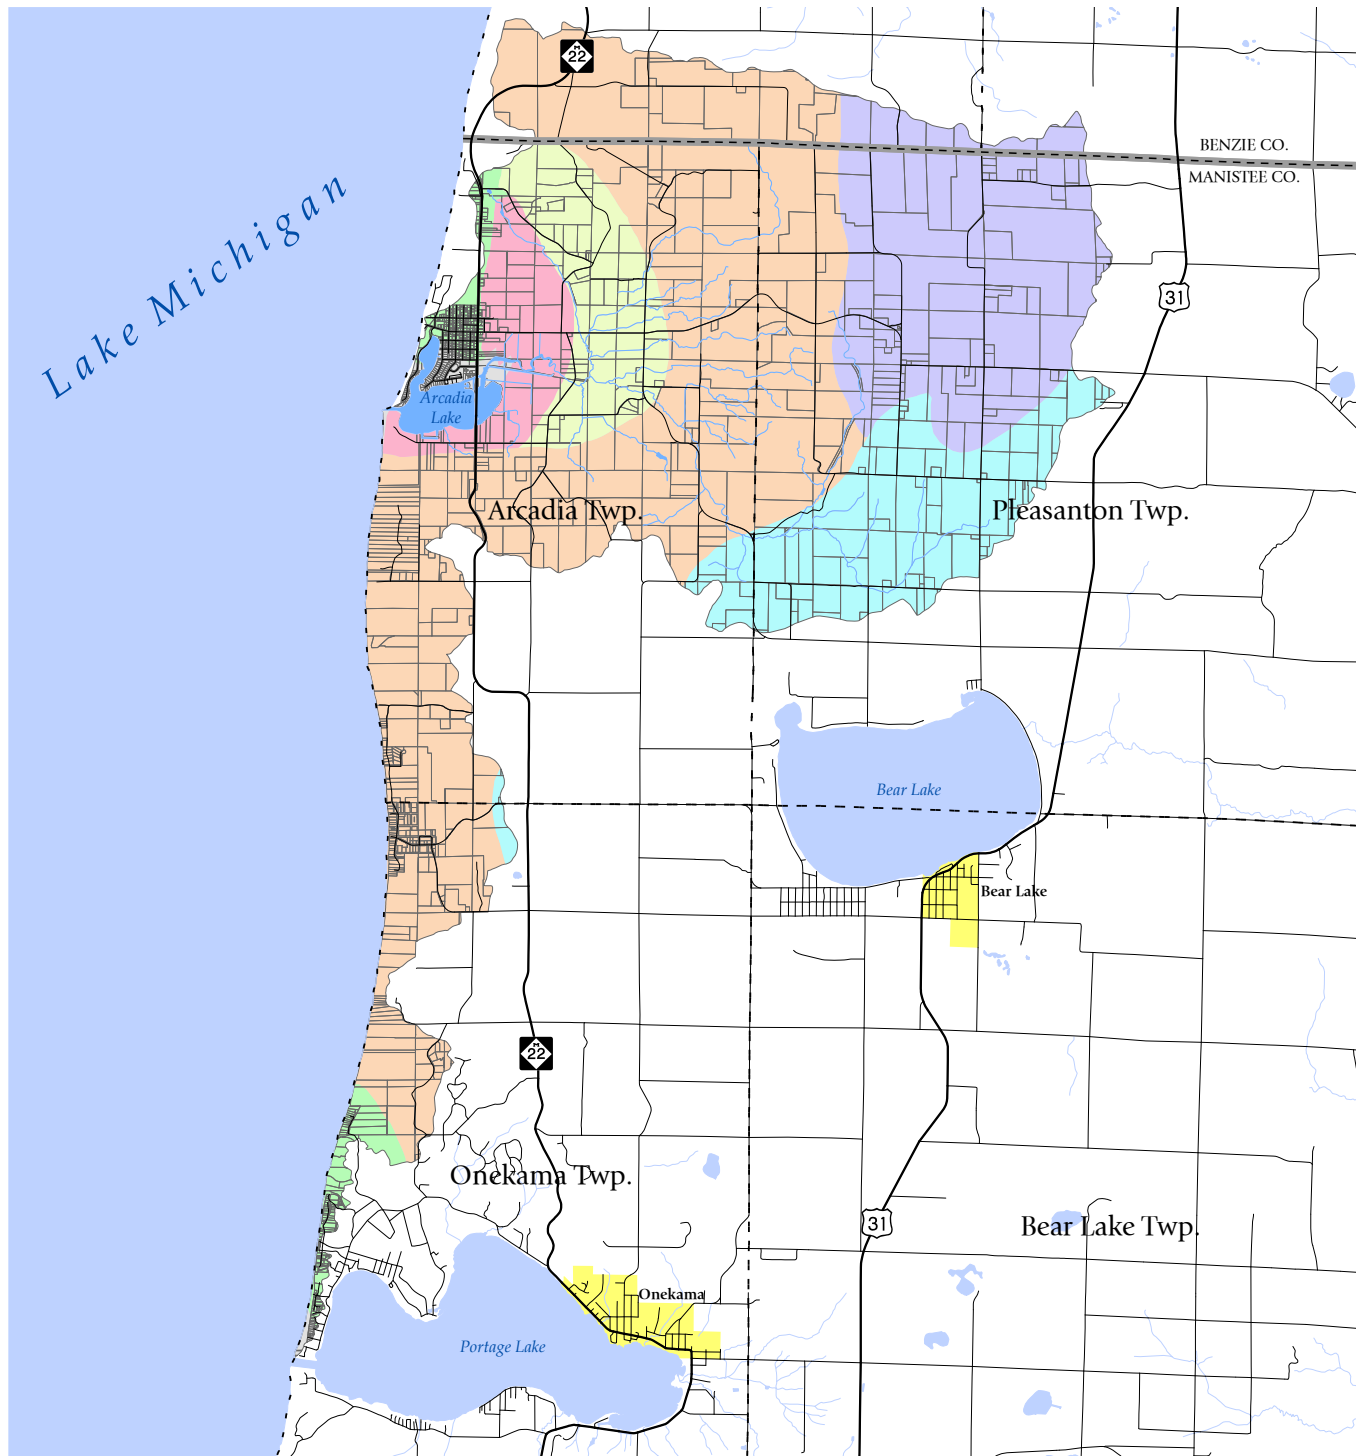 M
22
BENZIE CO.
MANISTEE CO.
Lake Michigan
31
Arcadia
Lake
Arcadia Twp.
Pleasanton Twp.
Bear Lake
Bear Lake
M
22
Onekama Twp.
31
Bear Lake Twp.
Onekama
Portage Lake